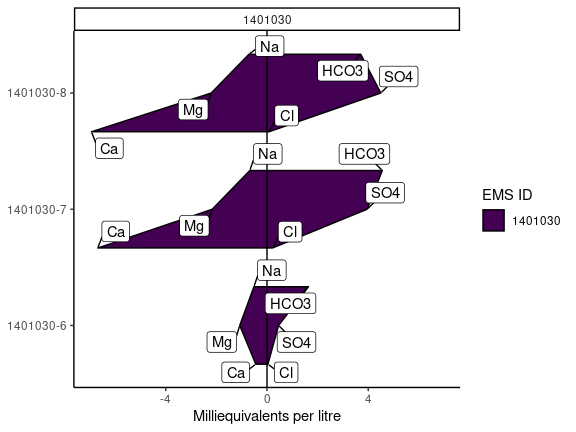 1401030
Na
HCO3
SO4
1401030-8
Mg
Cl
Ca
Na
HCO3
SO4
1401030-7
Mg
Ca
Cl
Na
HCO3
1401030-6
Mg
SO4
Ca
Cl
-4
0
4
Milliequivalents per litre
EMS ID
1401030